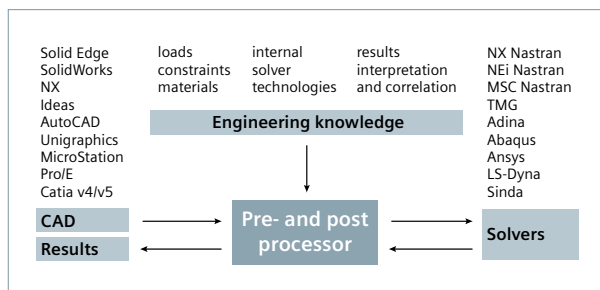 Solid Edge
SolidWorks
NX
Ideas
AutoCAD
Unigraphics
MicroStation
Pro/E
Catia v4/v5
loads
constraints
materials
internal
solver
technologies
results
interpretation
and correlation
NX Nastran
NEi Nastran
MSC Nastran
TMG
Adina
Abaqus
Ansys
LS-Dyna
Sinda
Engineering knowledge
CAD
Results
Pre- and post
processor
Solvers